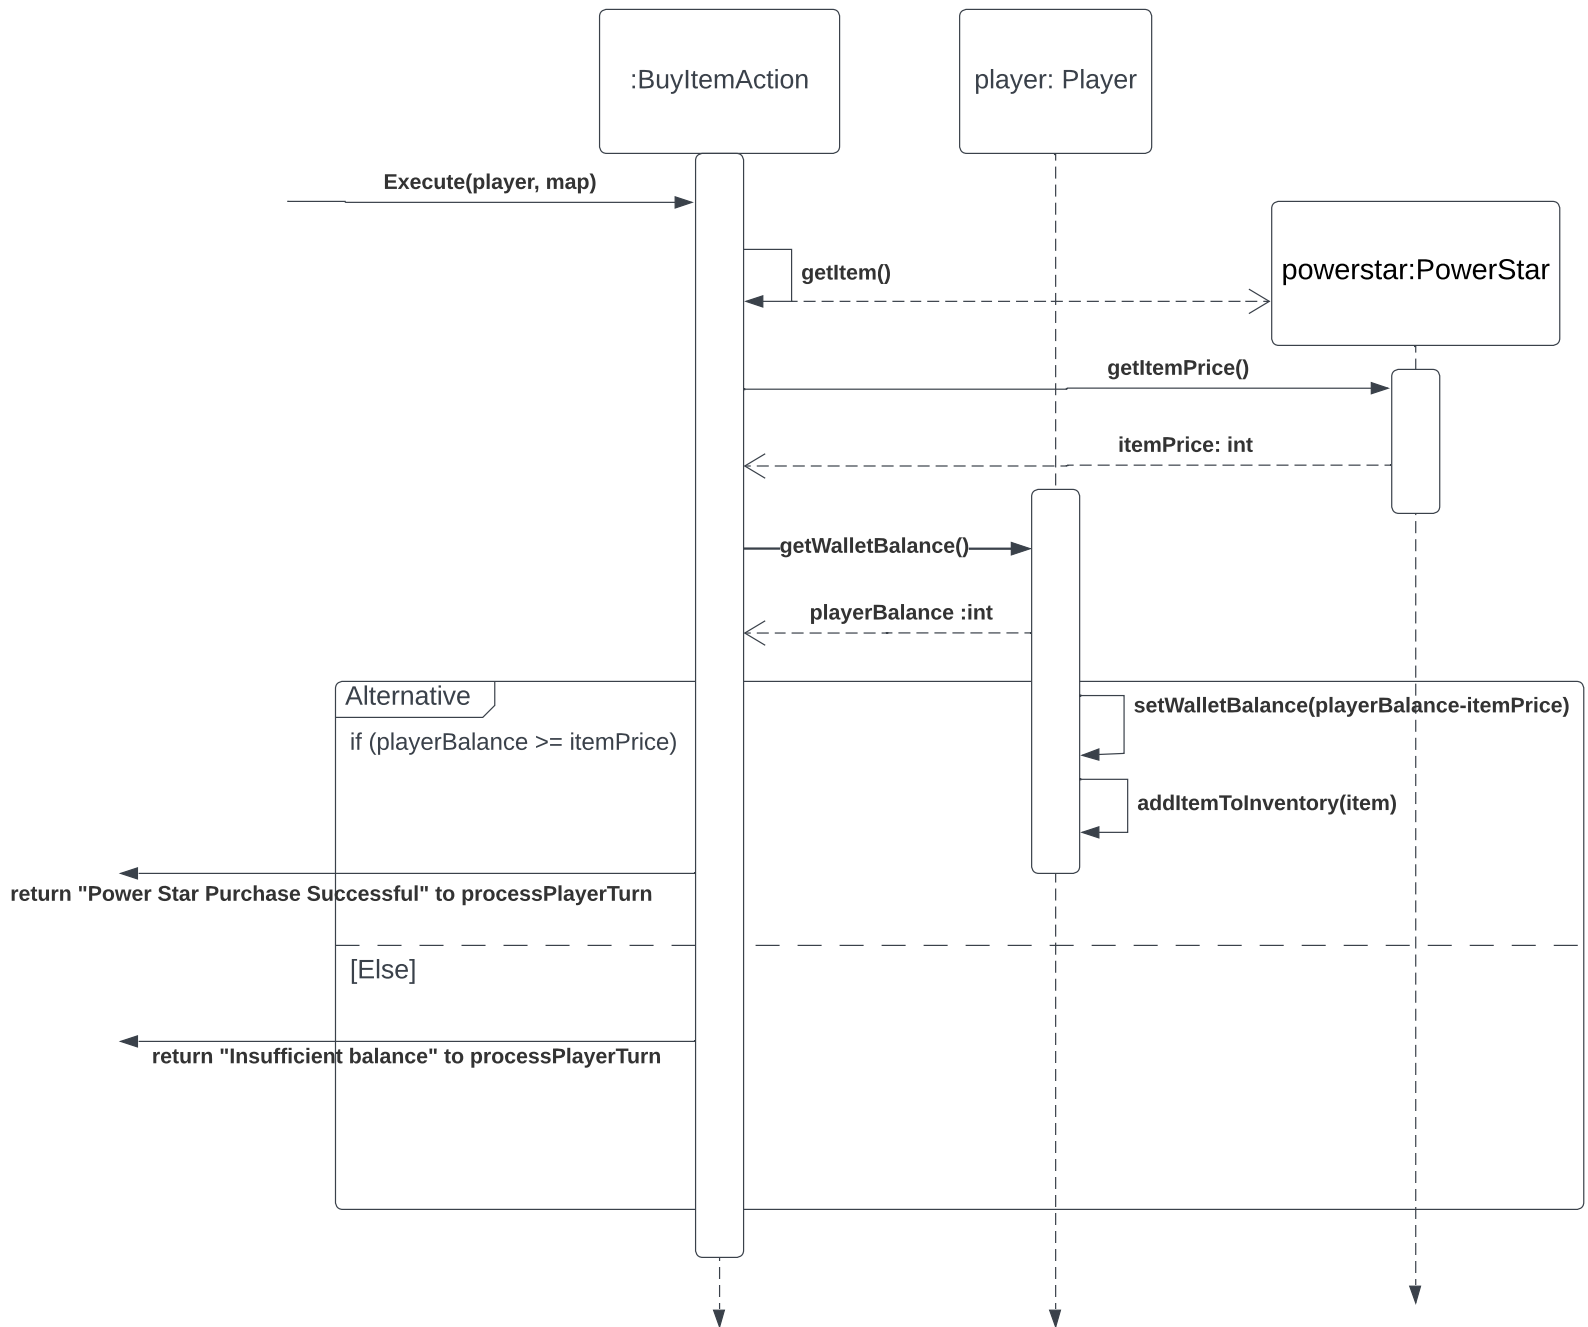 :BuyItemAction
player: Player
Execute(player, map)
getItem()
powerstar:PowerStar
getItemPrice()
itemPrice: int
getWalletBalance()
playerBalance :int
Alternative
setWalletBalance(playerBalance-itemPrice)
if (playerBalance >= itemPrice)
addItemToInventory(item)
return "Power Star Purchase Successful" to processPlayerTurn
[Else]
return "Insufficient balance" to processPlayerTurn